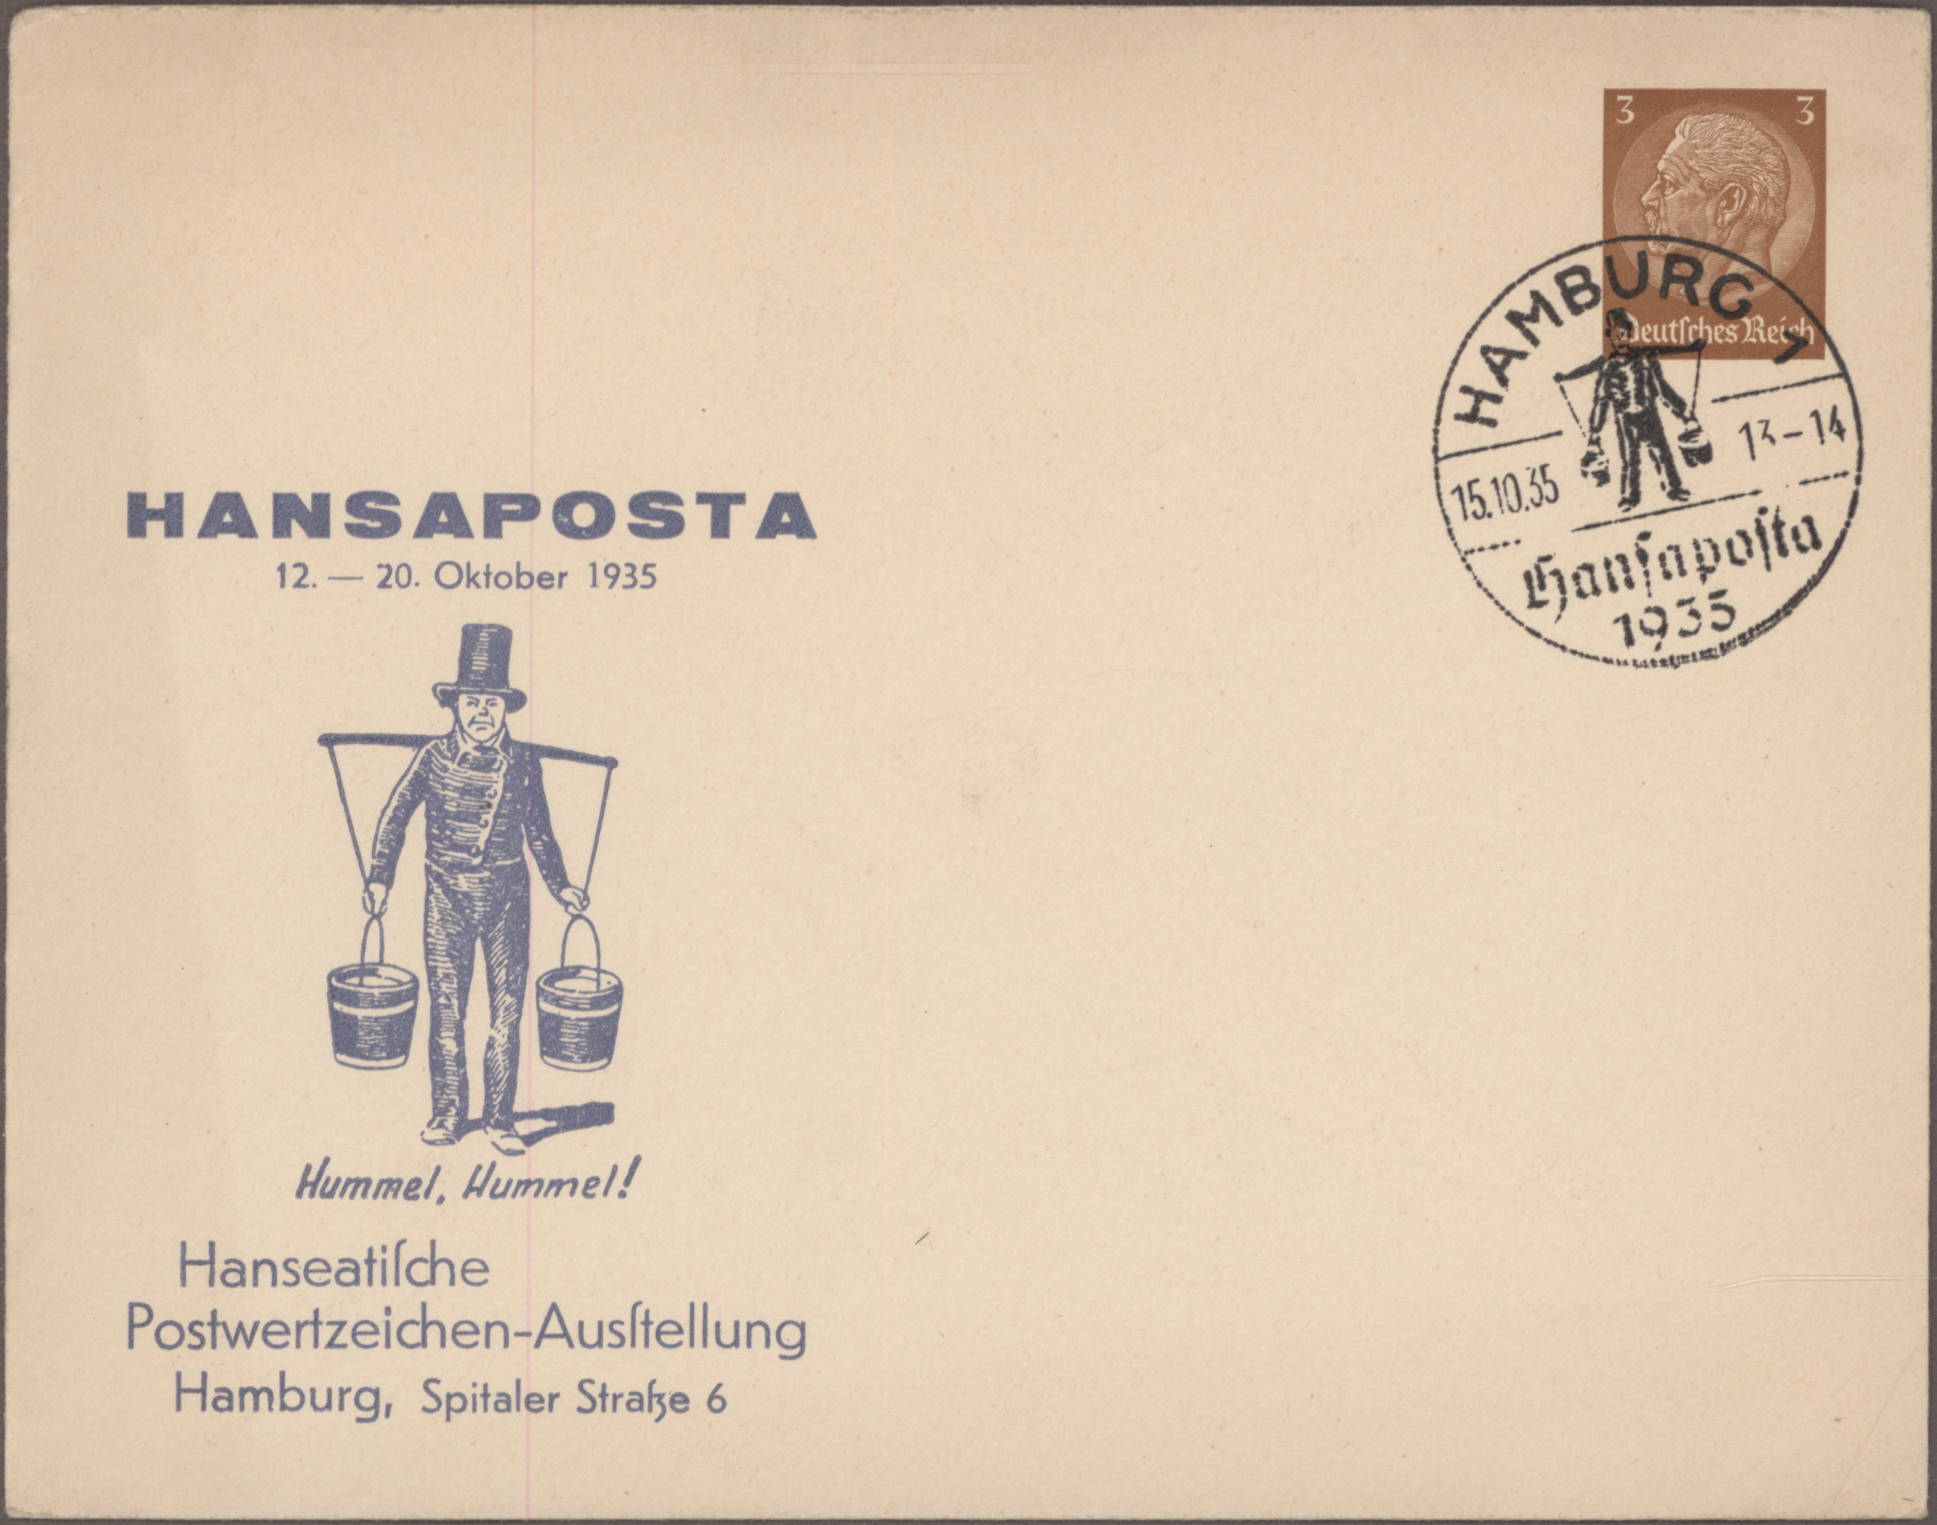 3 3
Deutſches Reich
HAMBURG 1
15.10.35
13-14
Hanſapoſta
1935
HANSAPOSTA
12. — 20. Oktober 1935
Hummel, Hummel!
Hanseatiſche
Postwertzeichen-Ausſtellung
Hamburg, Spitaler Straße 6